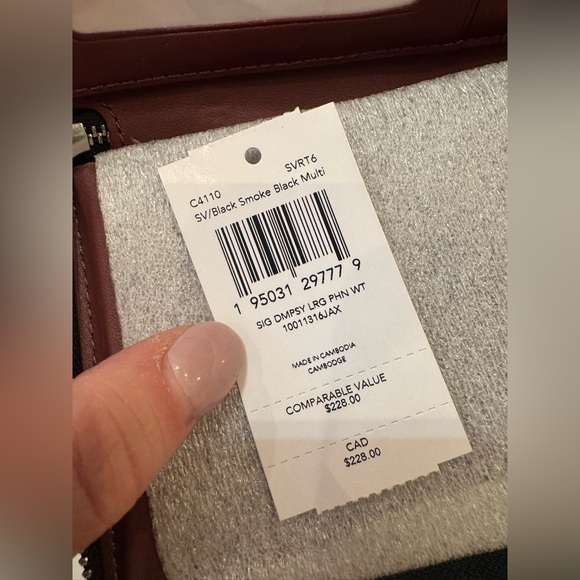 C4110 SVRT6
SV/Black Smoke Black Multi
1 95031 29777 9
SIG DMPSY LRG PHN WT
10011316JAX
MADE IN CAMBODIA
CAMBODGE
COMPARABLE VALUE
$228.00
CAD
$228.00